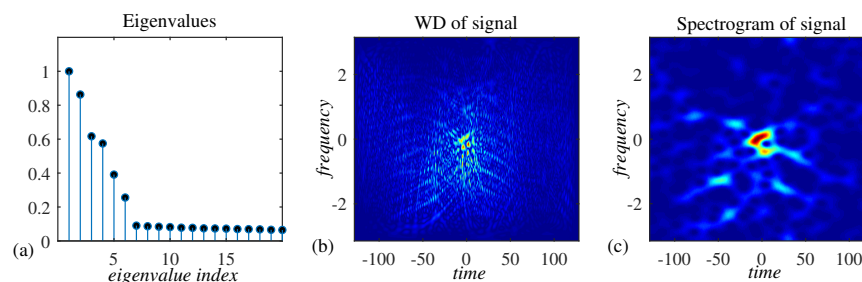 Eigenvalues
1
0.8
0.6
0.4
0.2
0
5
10
15
(a)
eigenvalue index
WD of signal
2
0
-2
frequency
-100
-50
0
50
100
(b)
time
Spectrogram of signal
2
0
-2
frequency
-100
-50
0
50
100
(c)
time